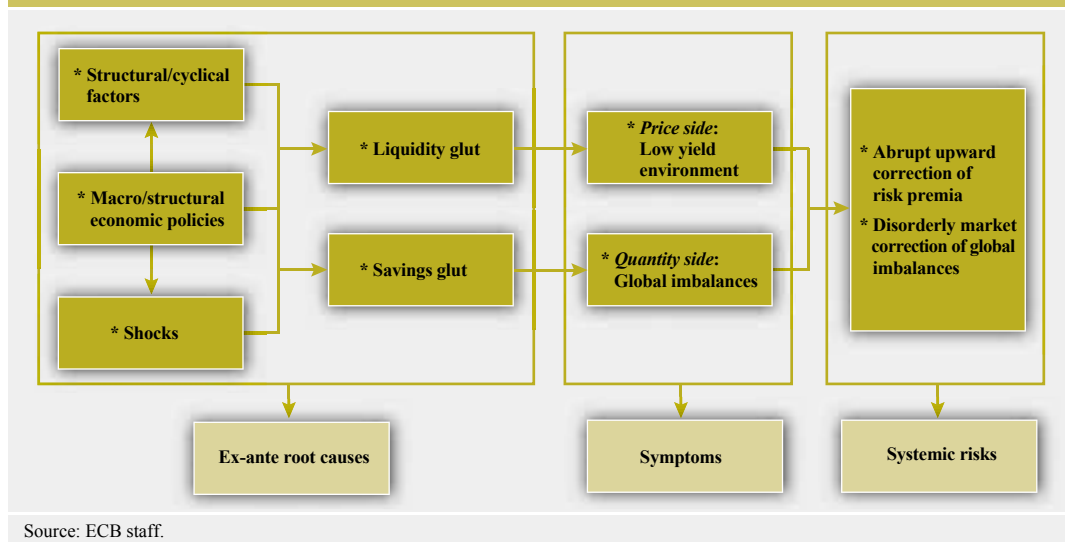 * Structural/cyclical
factors
* Macro/structural
economic policies
* Shocks
* Liquidity glut
* Savings glut
* Price side:
Low yield
environment
* Quantity side:
Global imbalances
* Abrupt upward
correction of
risk premia
* Disorderly market
correction of global
imbalances
Ex-ante root causes
Symptoms
Systemic risks
Source: ECB staff.